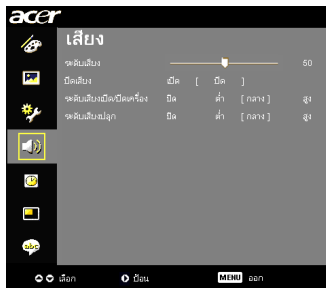 acer
เสียง
ระดับเสียง 50
ปิดเสียง เปิด [ ปิด ]
ระดับเสียงเปิด/ปิดเครื่อง ปิด ต่ำ [ กลาง ] สูง
ระดับเสียงปลุก ปิด ต่ำ [ กลาง ] สูง
abc
เลือก ป้อน MENU ออก